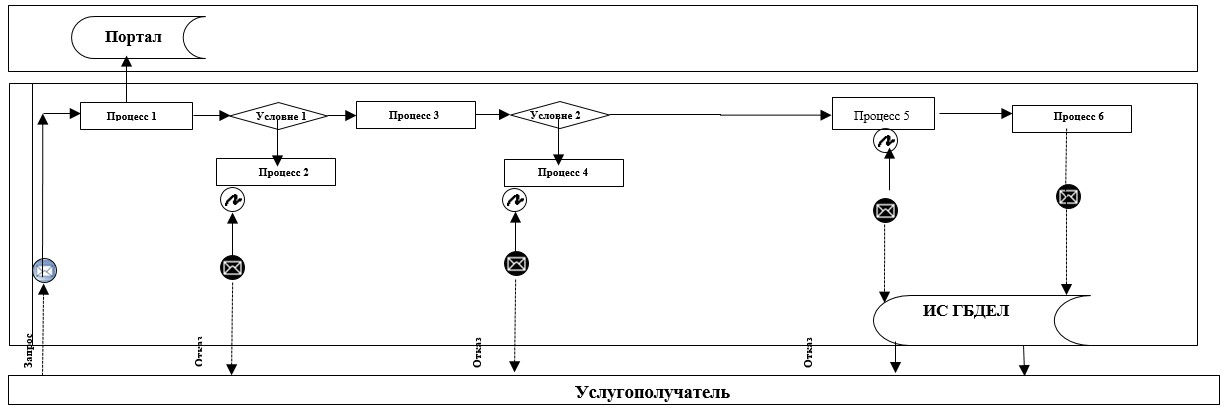 Портал
Процесс 1
Условие 1
Процесс 3
Условие 2
Процесс 5
Процесс 6
Процесс 2
Процесс 4
ИС ГБДЕЛ
Запрос
Отказ
Отказ
Отказ
Услугополучатель